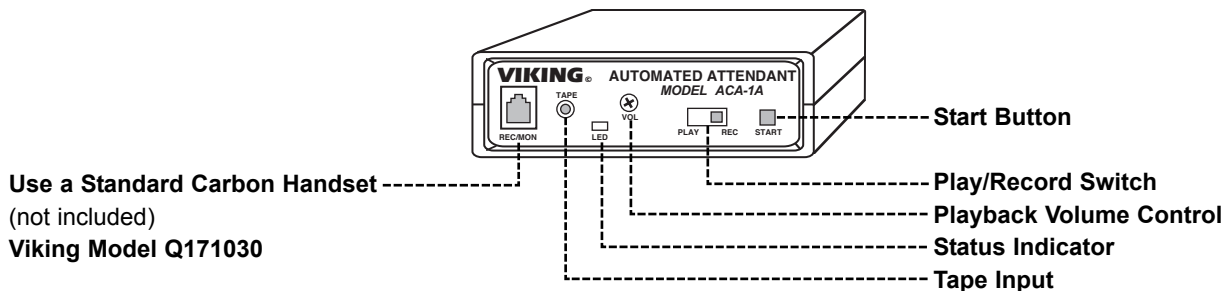 VIKING® AUTOMATED ATTENDANT
MODEL ACA-1A
TAPE
VOL
REC/MON
LED
PLAY REC
START
Start Button
Use a Standard Carbon Handset
(not included)
Viking Model Q171030
Play/Record Switch
Playback Volume Control
Status Indicator
Tape Input